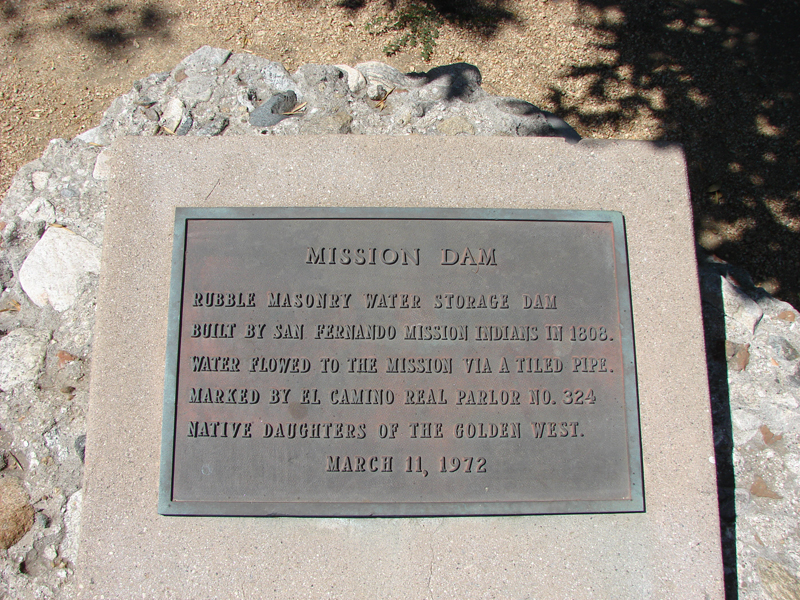 MISSION DAM
RUBBLE MASONRY WATER STORAGE DAM
BUILT BY SAN FERNANDO MISSION INDIANS IN 1808.
WATER FLOWED TO THE MISSION VIA A TILED PIPE.
MARKED BY EL CAMINO REAL PARLOR NO. 324
NATIVE DAUGHTERS OF THE GOLDEN WEST.
MARCH 11, 1972